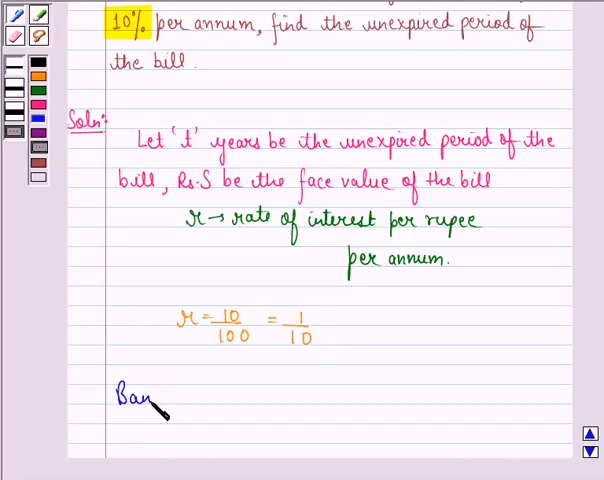 10% per annum, find the unexpired period of
the bill.
Soln:
Let 't' years be the unexpired period of the
bill, Rs.S be the face value of the bill
r → rate of interest per rupee
per annum.
r = 10/100 = 1/10
Ban